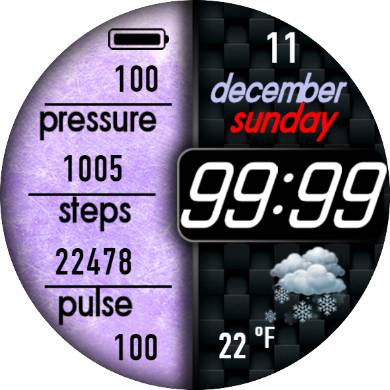 100
pressure
1005
steps
22478
pulse
100
11
december
sunday
99:99
22 °F